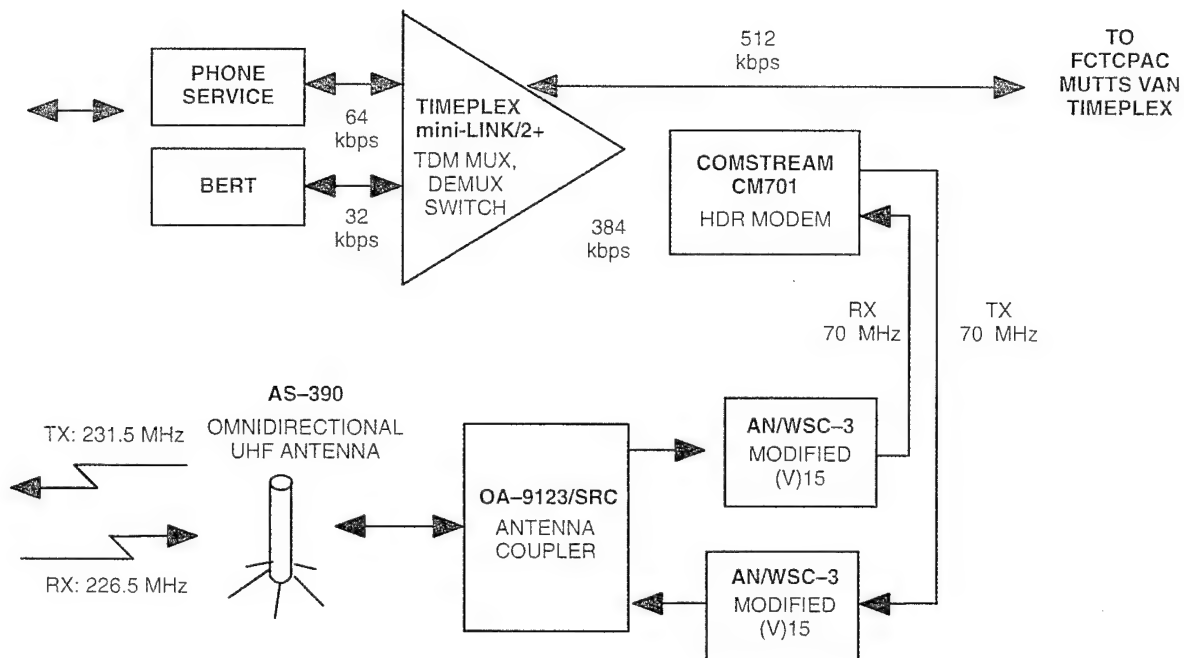 PHONE
SERVICE
64
kbps
BERT
32
kbps
TIMEPLEX
mini-LINK/2+
TDM MUX,
DEMUX
SWITCH
512
kbps
TO
FCTCPAC
MUTTS VAN
TIMEPLEX
384
kbps
COMSTREAM
CM701
HDR MODEM
RX
70 MHz
TX
70 MHz
AS–390
OMNIDIRECTIONAL
UHF ANTENNA
TX: 231.5 MHz
RX: 226.5 MHz
OA–9123/SRC
ANTENNA
COUPLER
AN/WSC–3
MODIFIED
(V)15
AN/WSC–3
MODIFIED
(V)15